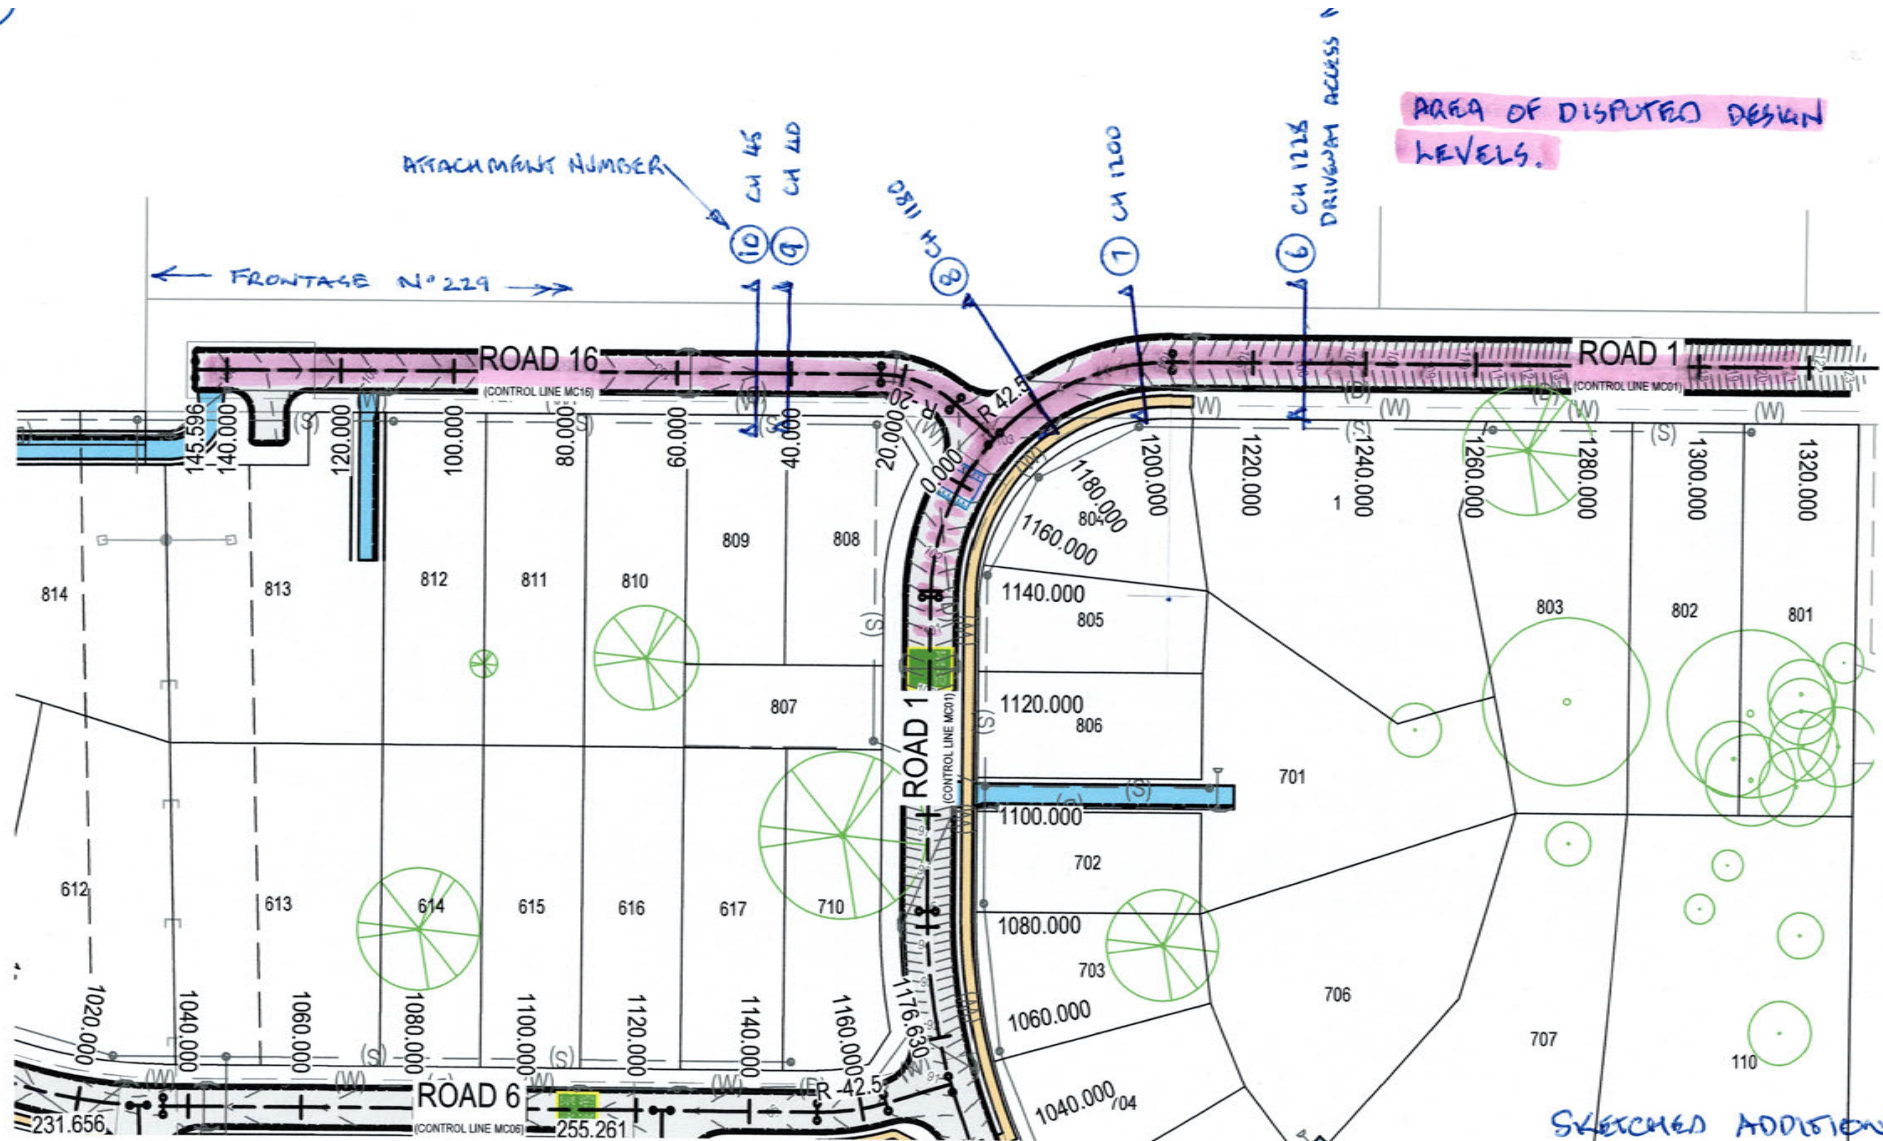 AREA OF DISPUTED DESIGN
LEVELS.
ATTACHMENT NUMBER
10 CH 45
9 CH 40
8 CH 1180
7 CH 1200
6 CH 1228
DRIVEWAY ACCESS
← FRONTAGE Nº 229 →
ROAD 16
(CONTROL LINE MC16)
ROAD 1
(CONTROL LINE MC01)
R -20
R 42.5
145.596
140.000
120.000
100.000
80.000
60.000
40.000
20.000
0.000
1180.000
1200.000
1220.000
1240.000
1260.000
1280.000
1300.000
1320.000
1160.000
1140.000
1120.000
1100.000
1080.000
1060.000
1040.000
814
813
812
811
810
809
808
807
804
805
806
1
803
802
801
ROAD 1
(CONTROL LINE MC01)
701
702
703
704
706
707
110
612
613
614
615
616
617
710
1020.000
1040.000
1060.000
1080.000
1100.000
1120.000
1140.000
1160.000
1176.630
R -42.5
ROAD 6
(CONTROL LINE MC06)
231.656
255.261
(S)
(W)
(D)
SKETCHED ADDITION